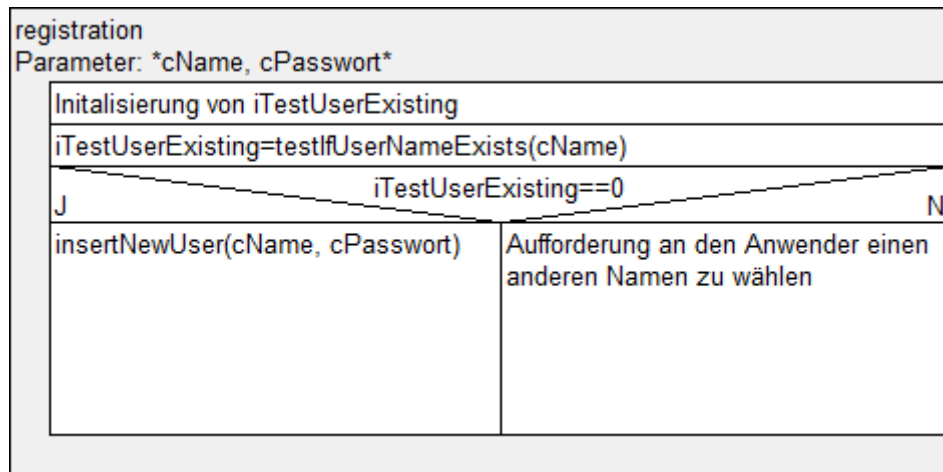 registration
Parameter: *cName, cPasswort*
Initalisierung von iTestUserExisting
iTestUserExisting=testIfUserNameExists(cName)
iTestUserExisting==0
J
N
insertNewUser(cName, cPasswort)
Aufforderung an den Anwender einen
anderen Namen zu wählen